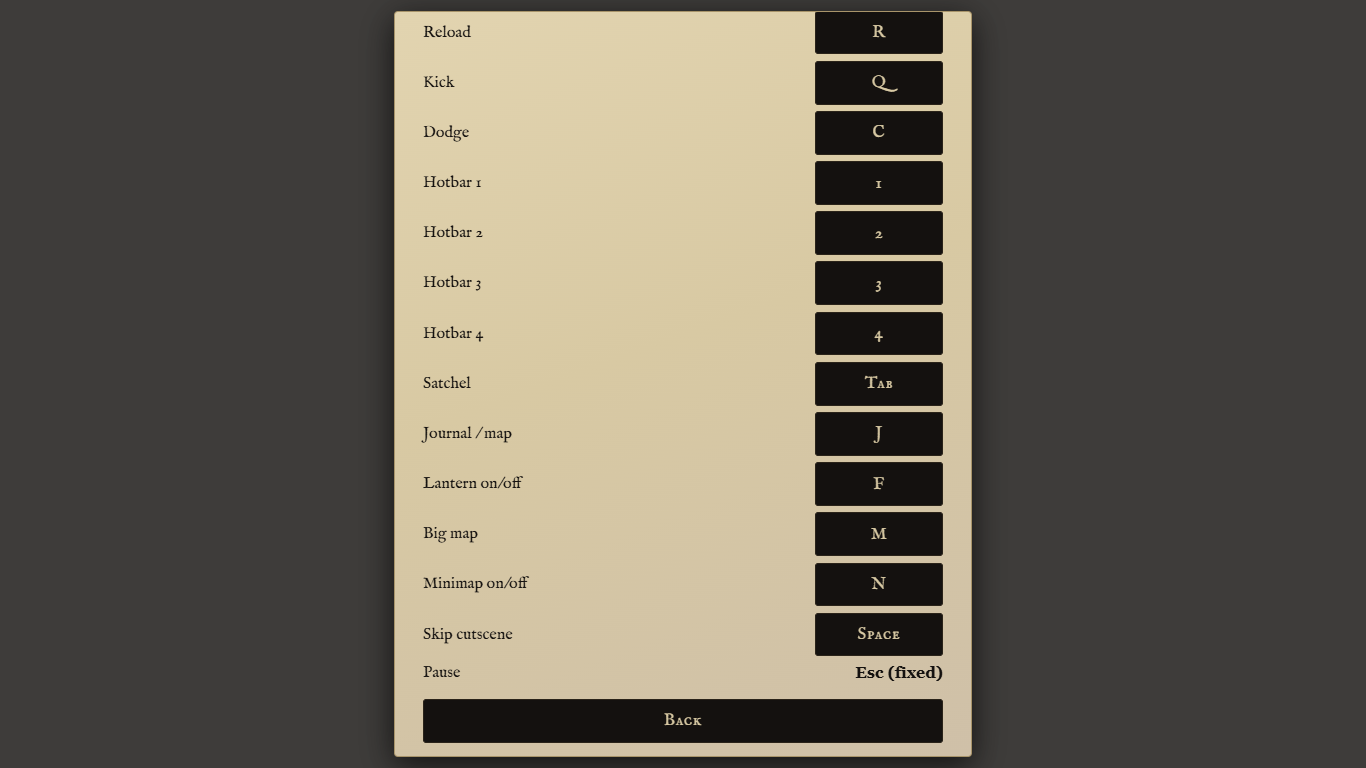 Reload R
Kick Q
Dodge C
Hotbar 1 1
Hotbar 2 2
Hotbar 3 3
Hotbar 4 4
Satchel Tab
Journal / map J
Lantern on/off F
Big map M
Minimap on/off N
Skip cutscene Space
Pause Esc (fixed)
Back